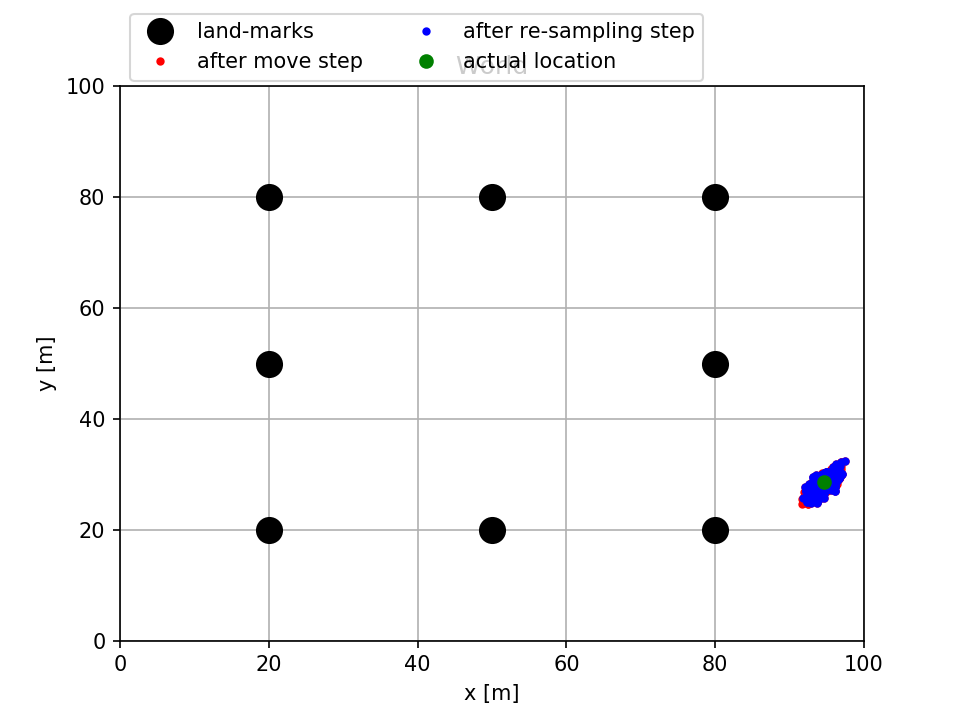 land-marks
after move step
after re-sampling step
actual location
World
100
80
60
40
20
0
y [m]
0 20 40 60 80 100
x [m]